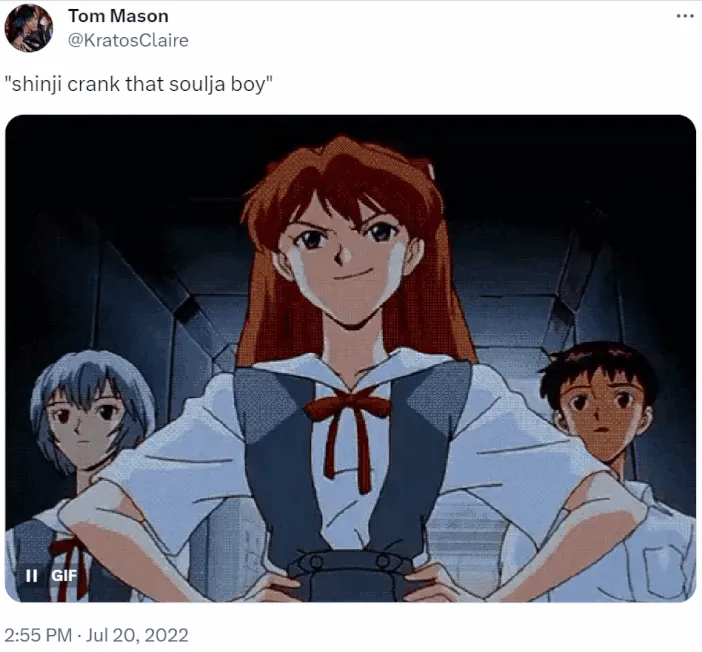 Tom Mason
@KratosClaire
"shinji crank that soulja boy"
GIF
2:55 PM · Jul 20, 2022